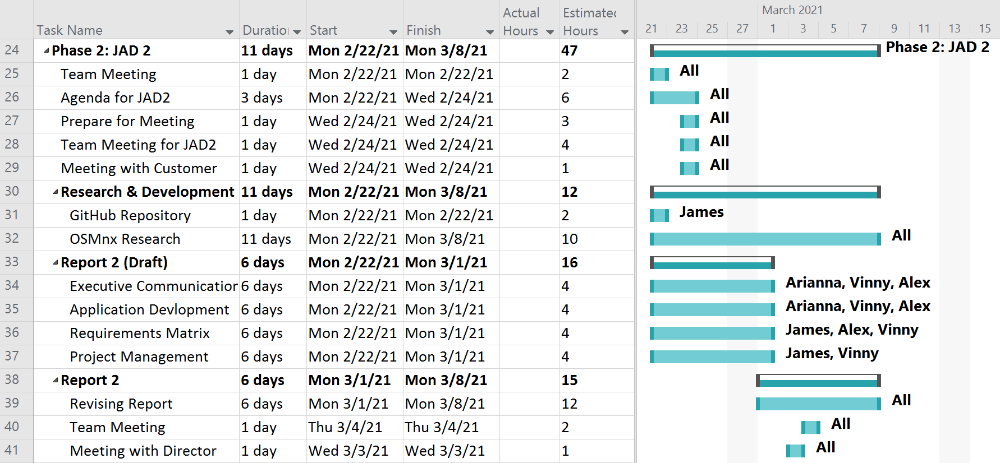 Task Name Duratio Start Finish Actual Hours Estimated Hours
March 2021
21 23 25 27 1 3 5 7 9 11 13 15
24 Phase 2: JAD 2 11 days Mon 2/22/21 Mon 3/8/21 47 Phase 2: JAD 2
25 Team Meeting 1 day Mon 2/22/21 Mon 2/22/21 2 All
26 Agenda for JAD2 3 days Mon 2/22/21 Wed 2/24/21 6 All
27 Prepare for Meeting 1 day Wed 2/24/21 Wed 2/24/21 3 All
28 Team Meeting for JAD2 1 day Wed 2/24/21 Wed 2/24/21 4 All
29 Meeting with Customer 1 day Wed 2/24/21 Wed 2/24/21 1 All
30 Research & Development 11 days Mon 2/22/21 Mon 3/8/21 12
31 GitHub Repository 1 day Mon 2/22/21 Mon 2/22/21 2 James
32 OSMnx Research 11 days Mon 2/22/21 Mon 3/8/21 10 All
33 Report 2 (Draft) 6 days Mon 2/22/21 Mon 3/1/21 16
34 Executive Communication 6 days Mon 2/22/21 Mon 3/1/21 4 Arianna, Vinny, Alex
35 Application Devlopment 6 days Mon 2/22/21 Mon 3/1/21 4 Arianna, Vinny, Alex
36 Requirements Matrix 6 days Mon 2/22/21 Mon 3/1/21 4 James, Alex, Vinny
37 Project Management 6 days Mon 2/22/21 Mon 3/1/21 4 James, Vinny
38 Report 2 6 days Mon 3/1/21 Mon 3/8/21 15
39 Revising Report 6 days Mon 3/1/21 Mon 3/8/21 12 All
40 Team Meeting 1 day Thu 3/4/21 Thu 3/4/21 2 All
41 Meeting with Director 1 day Wed 3/3/21 Wed 3/3/21 1 All